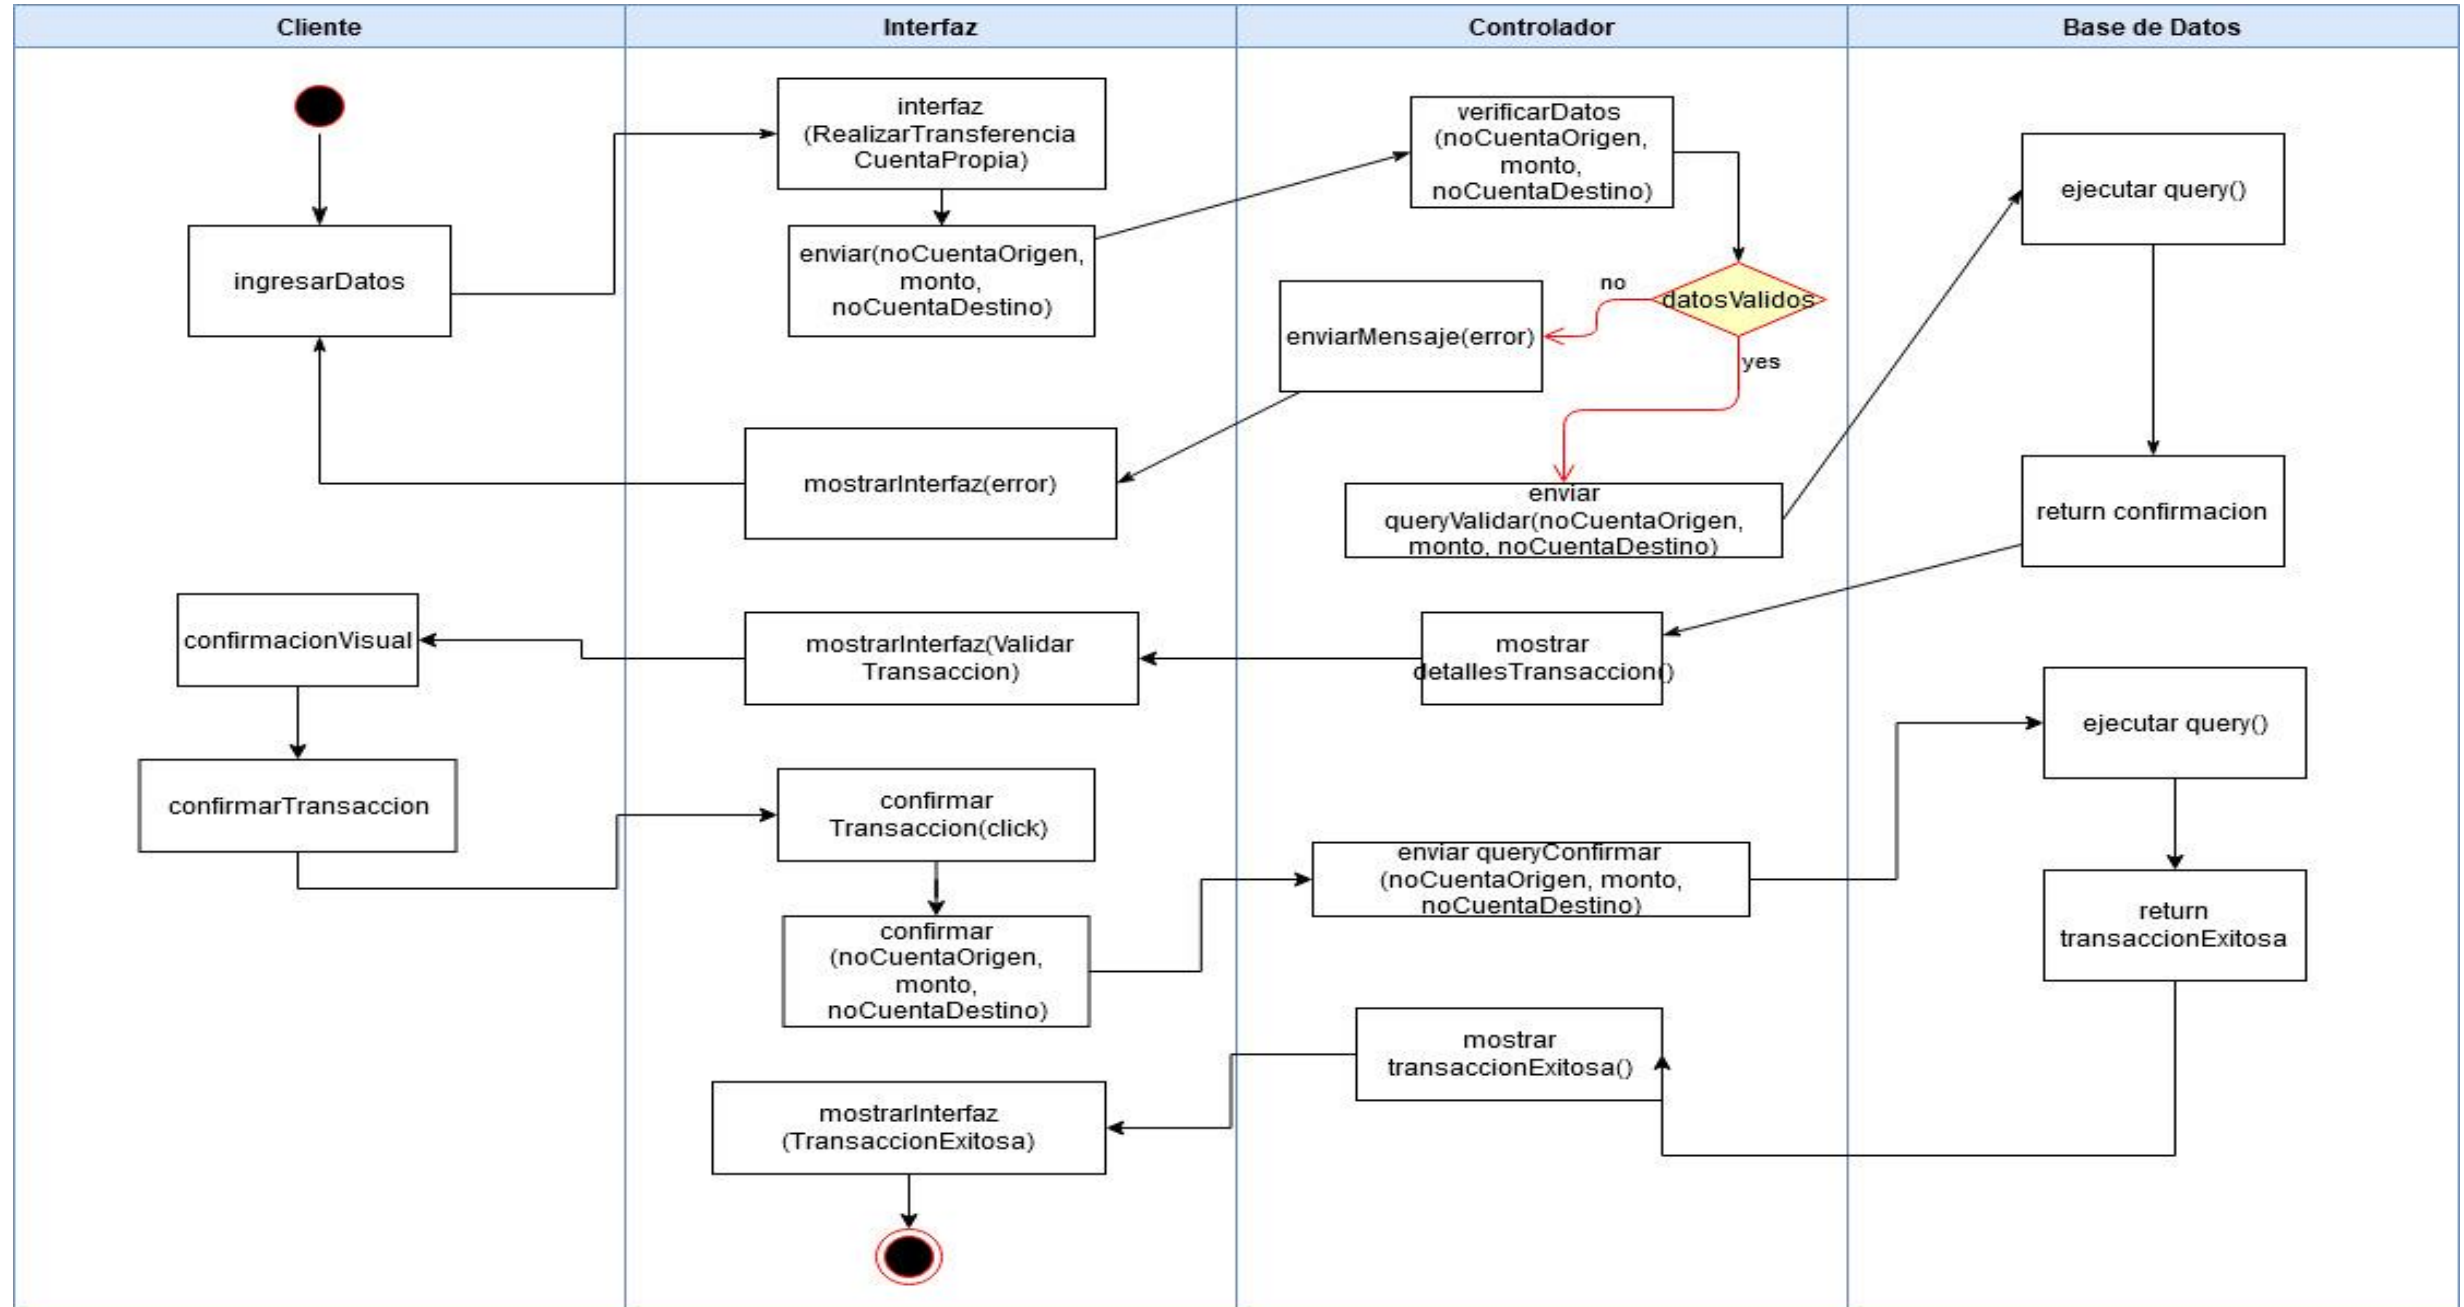 Cliente
Interfaz
Controlador
Base de Datos
ingresarDatos
interfaz
(RealizarTransferencia
CuentaPropia)
enviar(noCuentaOrigen,
monto,
noCuentaDestino)
verificarDatos
(noCuentaOrigen,
monto,
noCuentaDestino)
datosValidos
no
yes
enviarMensaje(error)
mostrarInterfaz(error)
enviar
queryValidar(noCuentaOrigen,
monto, noCuentaDestino)
ejecutar query()
return confirmacion
mostrar
detallesTransaccion()
mostrarInterfaz(Validar
Transaccion)
confirmacionVisual
confirmarTransaccion
confirmar
Transaccion(click)
confirmar
(noCuentaOrigen,
monto,
noCuentaDestino)
enviar queryConfirmar
(noCuentaOrigen, monto,
noCuentaDestino)
ejecutar query()
return
transaccionExitosa
mostrar
transaccionExitosa()
mostrarInterfaz
(TransaccionExitosa)